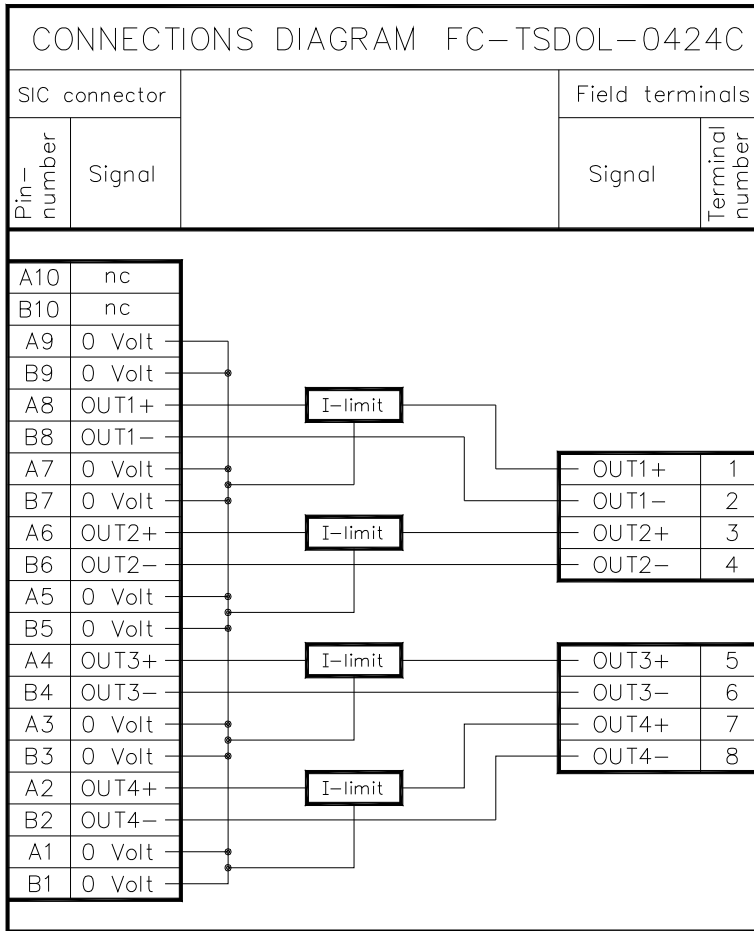 CONNECTIONS DIAGRAM FC-TSDOL-0424C
SIC connector Field terminals
Pin-number Signal Signal Terminal number
A10 nc
B10 nc
A9 0 Volt
B9 0 Volt
A8 OUT1+ I-limit
B8 OUT1-
A7 0 Volt OUT1+ 1
B7 0 Volt OUT1- 2
A6 OUT2+ I-limit OUT2+ 3
B6 OUT2- OUT2- 4
A5 0 Volt
B5 0 Volt
A4 OUT3+ I-limit OUT3+ 5
B4 OUT3- OUT3- 6
A3 0 Volt OUT4+ 7
B3 0 Volt OUT4- 8
A2 OUT4+ I-limit
B2 OUT4-
A1 0 Volt
B1 0 Volt